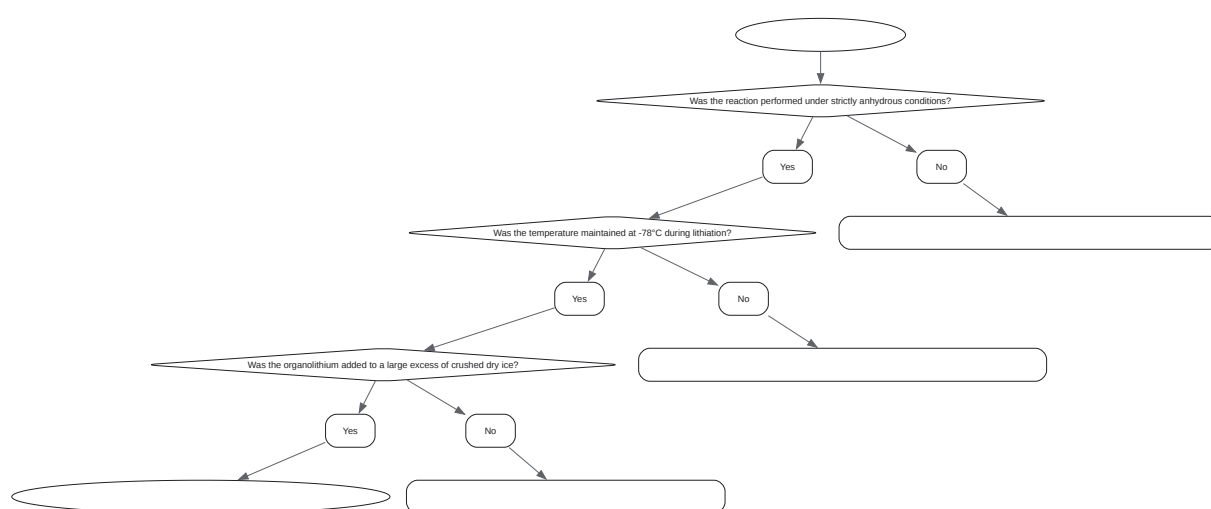 Was the reaction performed under strictly anhydrous conditions?
Yes
No
Was the temperature maintained at -78°C during lithiation?
Yes
No
Was the organolithium added to a large excess of crushed dry ice?
Yes
No